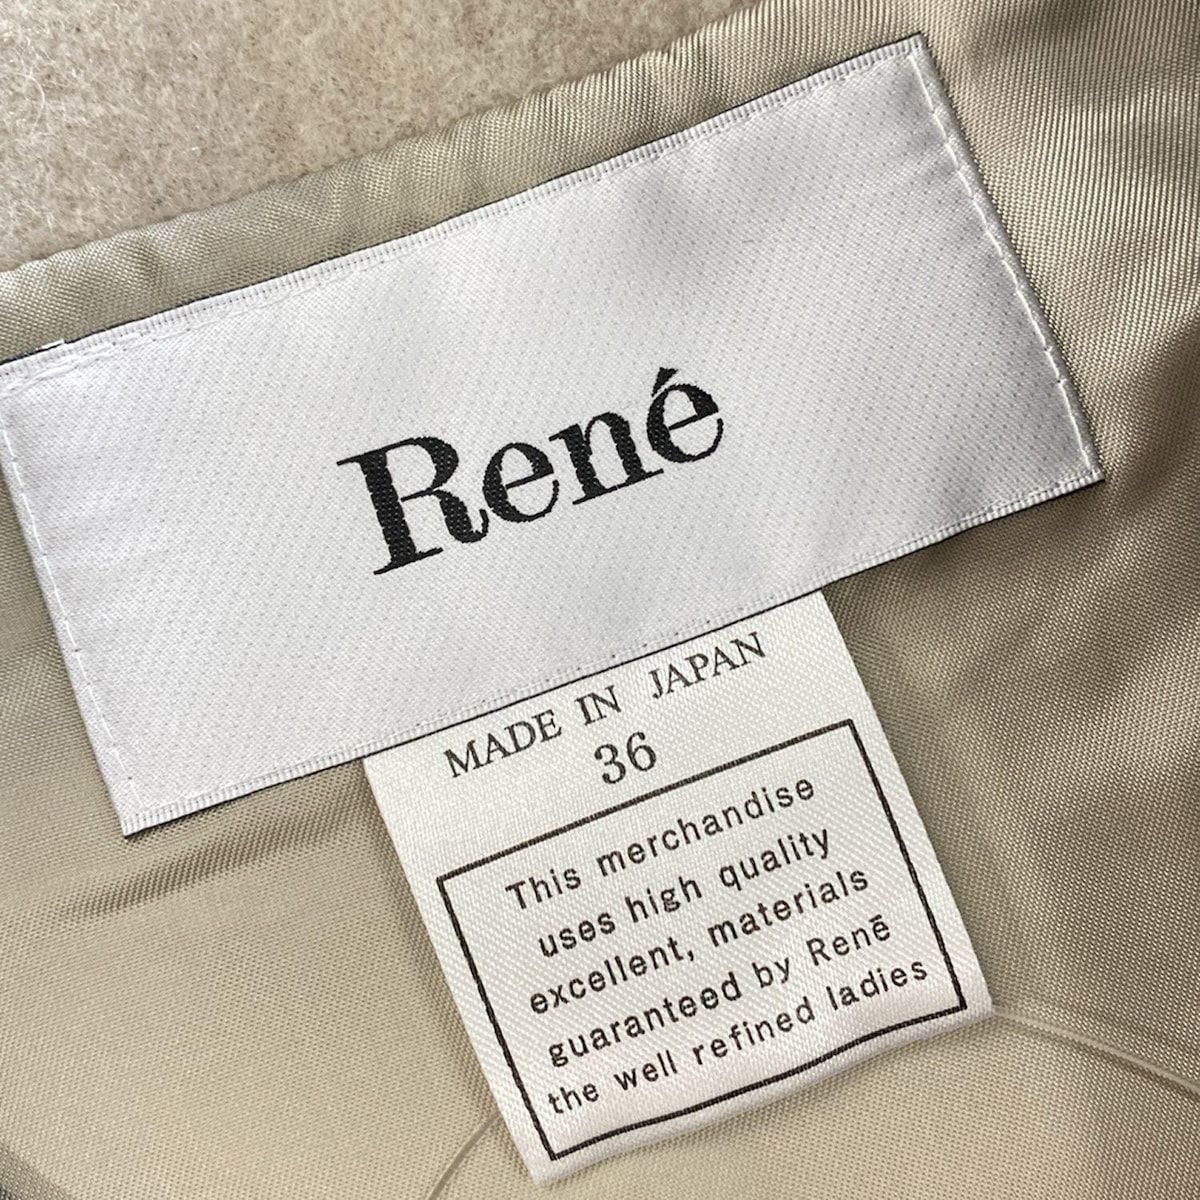 René
MADE IN JAPAN
36
This merchandise
uses high quality
excellent, materials
guaranteed by Renē
the well refined ladies